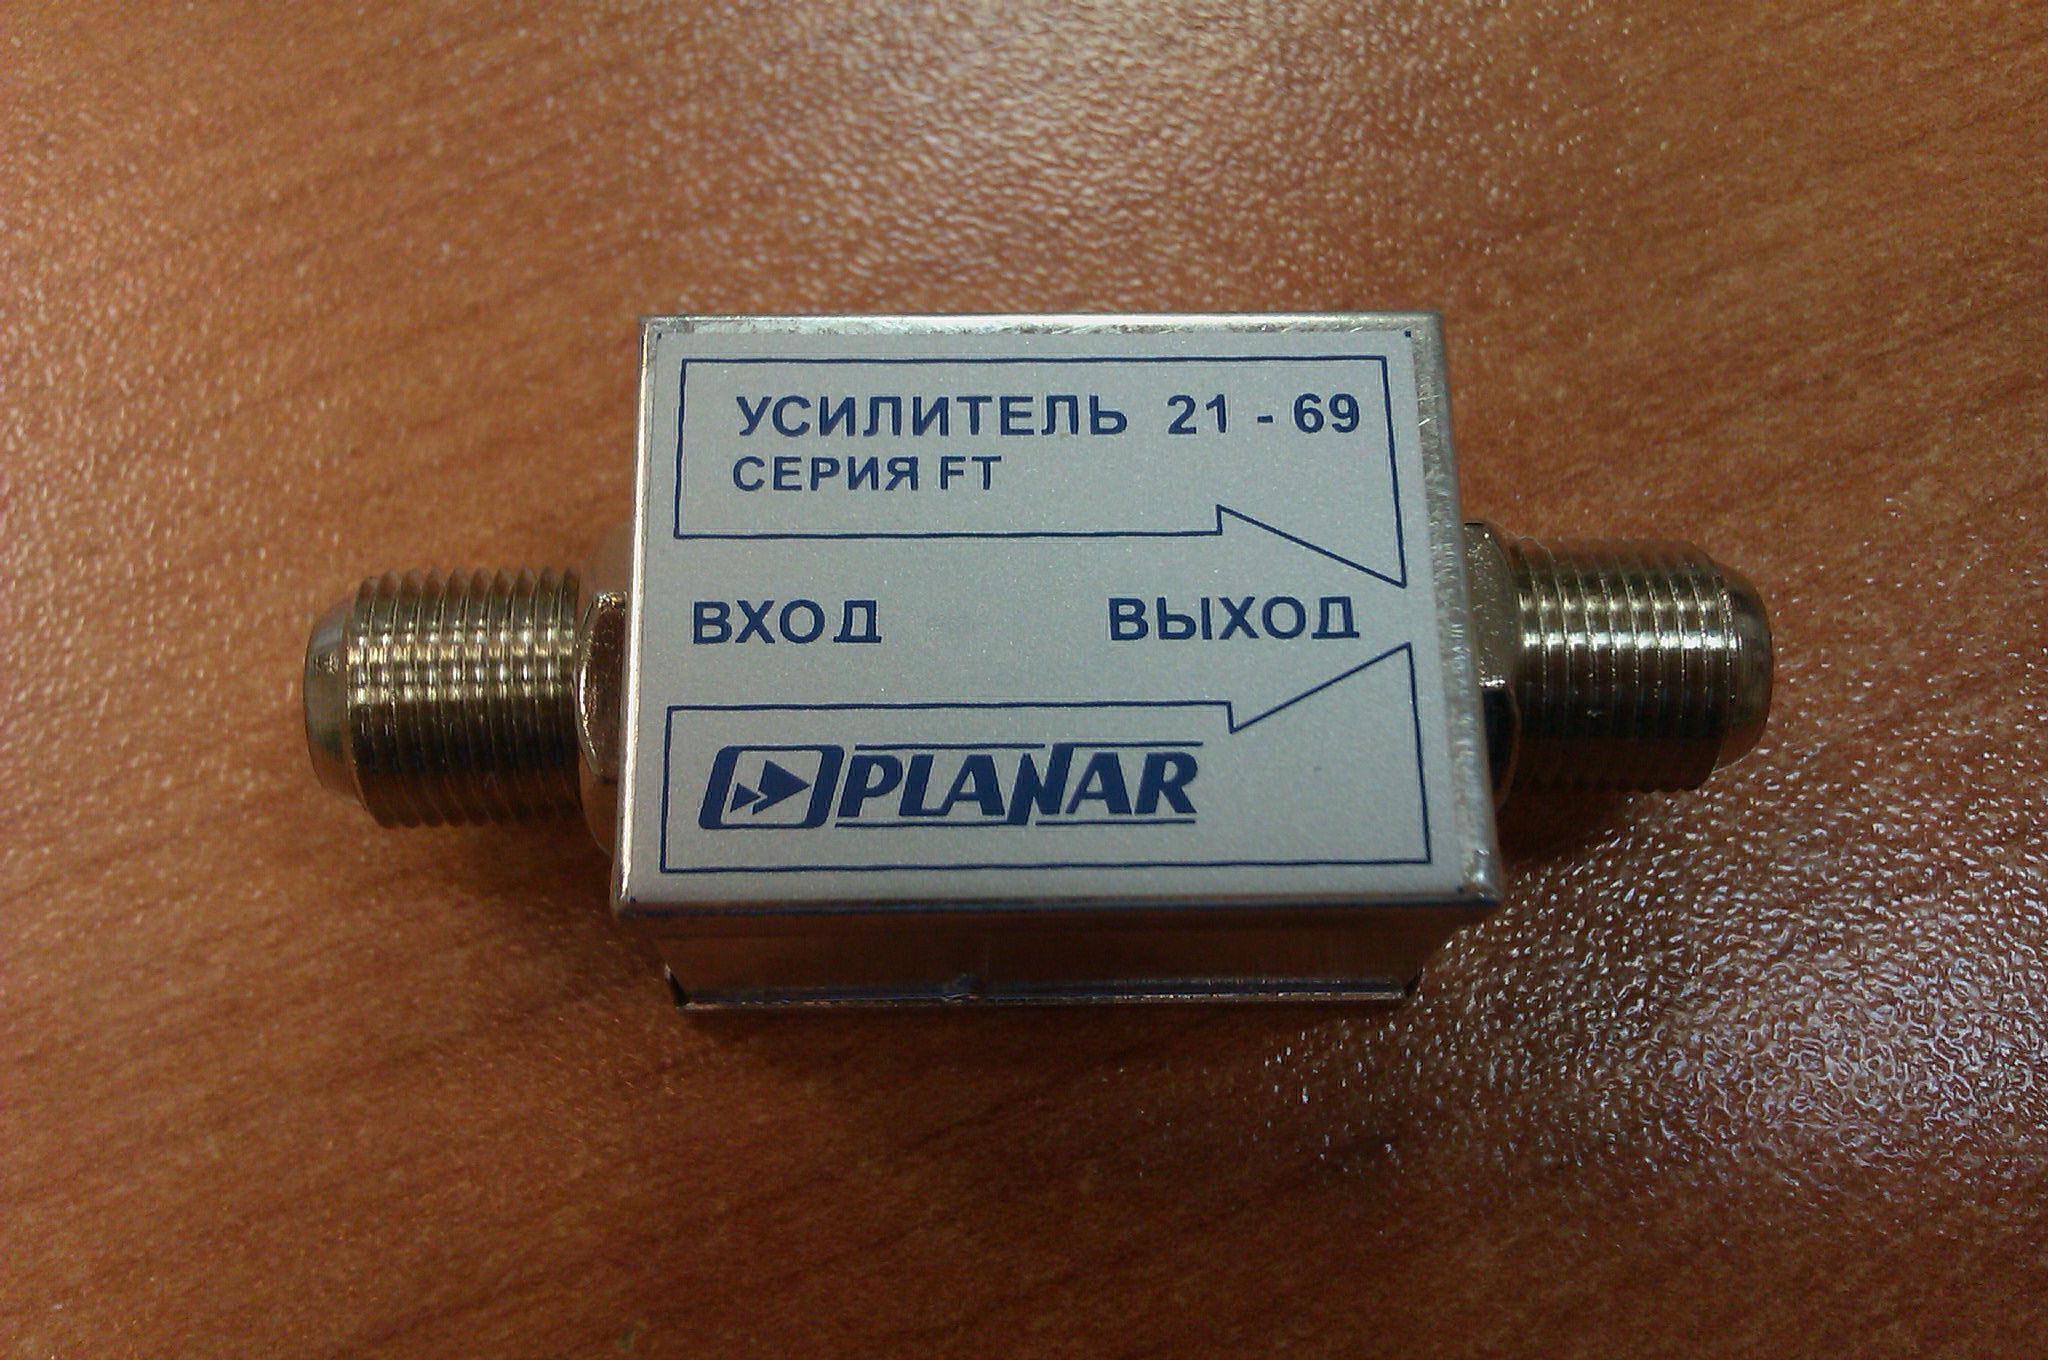 УСИЛИТЕЛЬ 21 - 69
СЕРИЯ FT
ВХОД ВЫХОД
PLANAR